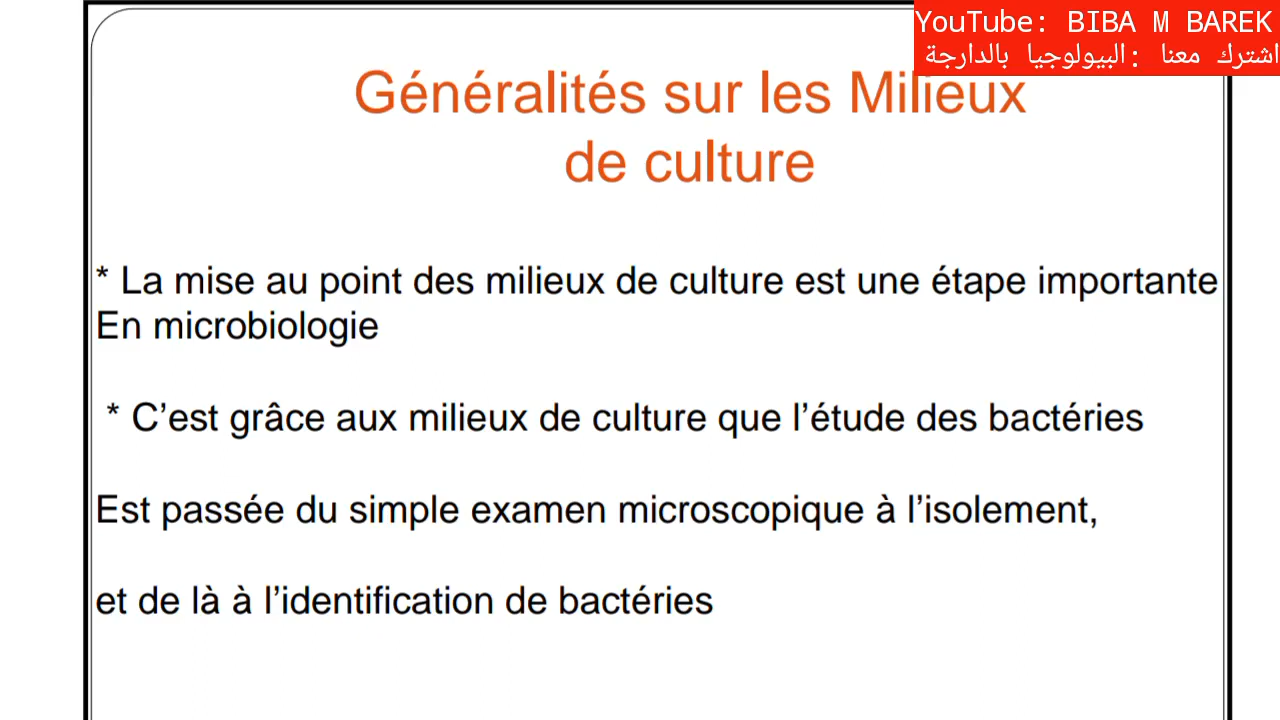 YouTube: BIBA M BAREK
اشترك معنا :البيولوجيا بالدارجة
Généralités sur les Milieux
de culture
* La mise au point des milieux de culture est une étape importante
En microbiologie
* C’est grâce aux milieux de culture que l’étude des bactéries
Est passée du simple examen microscopique à l’isolement,
et de là à l’identification de bactéries